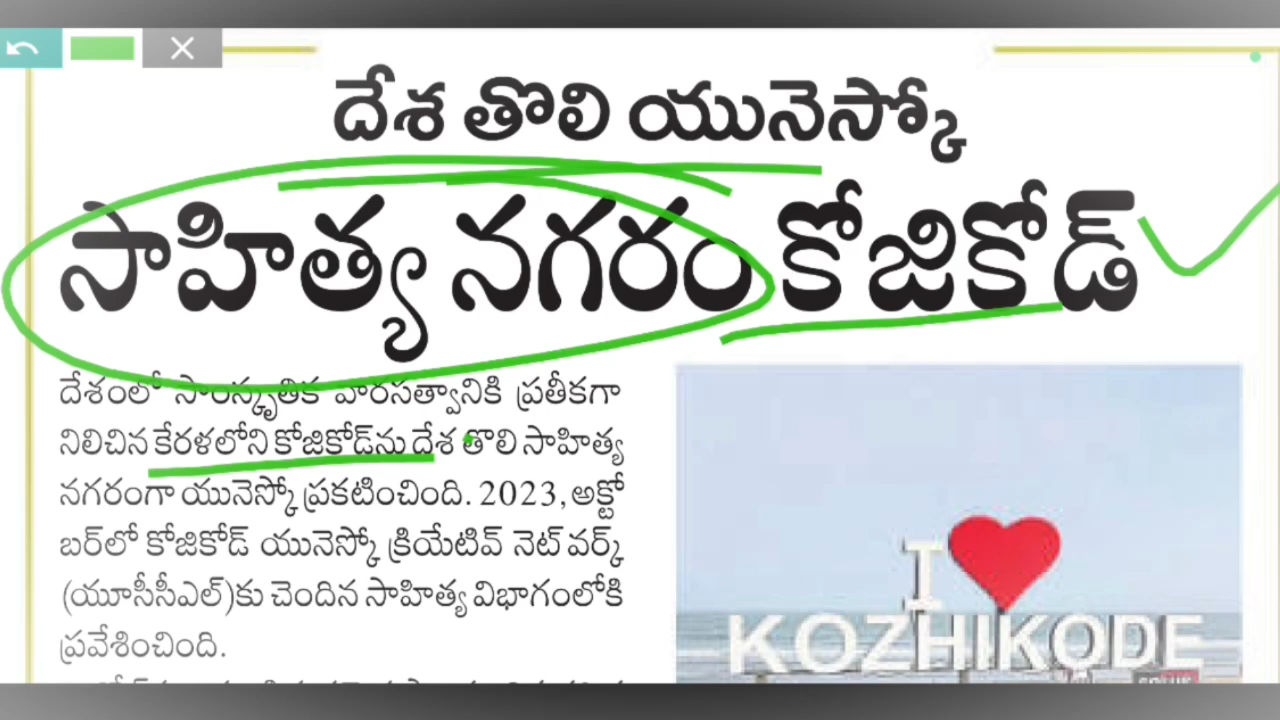 దేశ తొలి యునెస్కో
సాహిత్య నగరం కోజికోడ్
దేశంలో సాంస్కృతిక వారసత్వానికి ప్రతీకగా
నిలిచిన కేరళలోని కోజికోడ్‌ను దేశ తొలి సాహిత్య
నగరంగా యునెస్కో ప్రకటించింది. 2023, అక్టో
బర్‌లో కోజికోడ్ యునెస్కో క్రియేటివ్ నెట్ వర్క్
(యూసీసీఎల్)కు చెందిన సాహిత్య విభాగంలోకి
ప్రవేశించింది.
I
KOZHIKODE